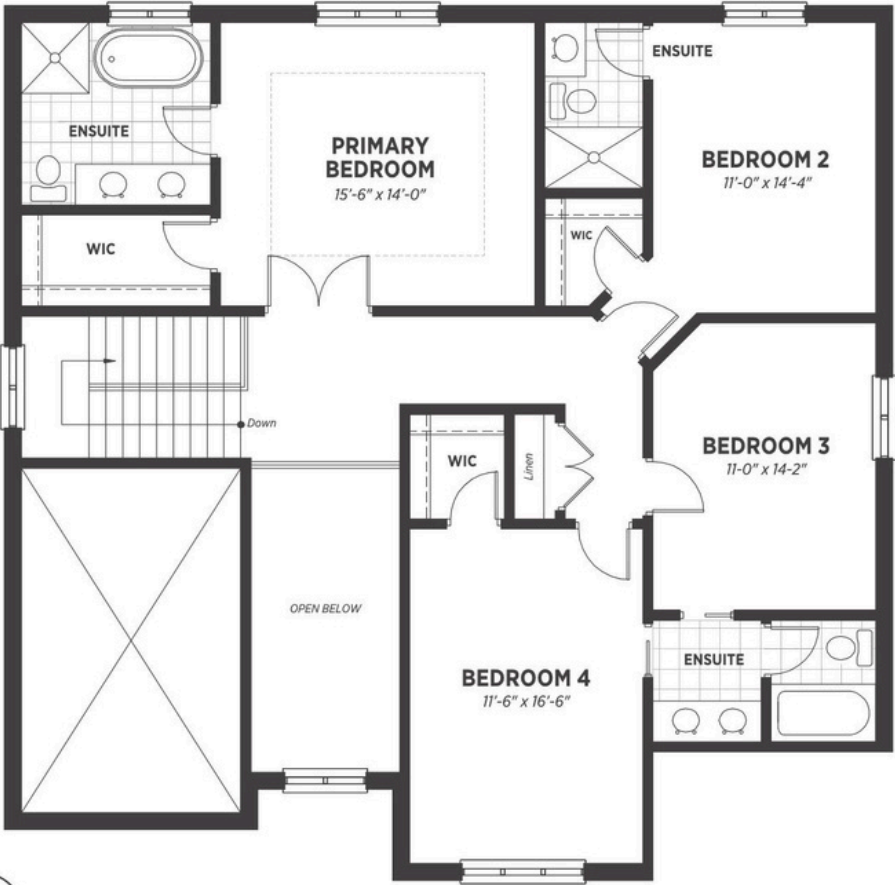 ENSUITE
PRIMARY
BEDROOM
15'-6" x 14'-0"
ENSUITE
BEDROOM 2
11'-0" x 14'-4"
WIC
WIC
Down
WIC
Linen
BEDROOM 3
11-0" x 14-2"
OPEN BELOW
BEDROOM 4
11'-6" x 16'-6"
ENSUITE